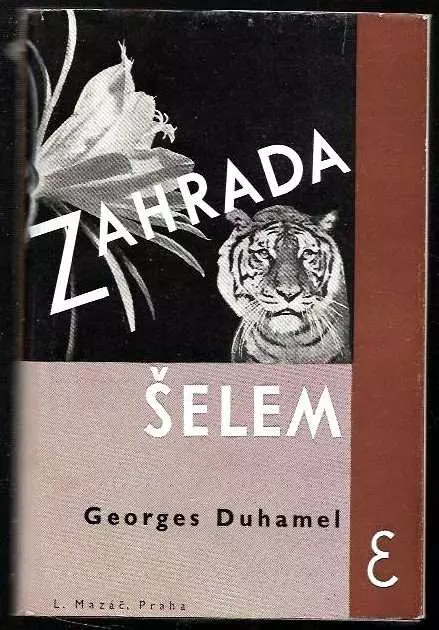 ZAHRADA
ŠELEM
Georges Duhamel
E
L. Mazáč, Praha